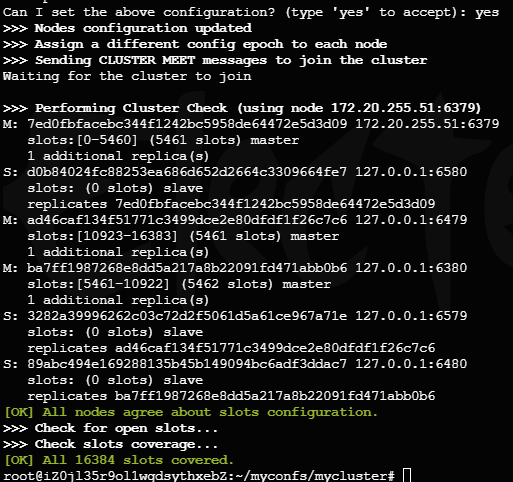 Can I set the above configuration? (type 'yes' to accept): yes
>>> Nodes configuration updated
>>> Assign a different config epoch to each node
>>> Sending CLUSTER MEET messages to join the cluster
Waiting for the cluster to join
>>> Performing Cluster Check (using node 172.20.255.51:6379)
M: 7ed0fbfacebc344f1242bc5958de64472e5d3d09 172.20.255.51:6379
slots:[0-5460] (5461 slots) master
1 additional replica(s)
S: d0b84024fc88253ea686d652d2664c3309664fe7 127.0.0.1:6580
slots: (0 slots) slave
replicates 7ed0fbfacebc344f1242bc5958de64472e5d3d09
M: ad46caf134f51771c3499dce2e80dfdf1f26c7c6 127.0.0.1:6479
slots:[10923-16383] (5461 slots) master
1 additional replica(s)
M: ba7ff1987268e8dd5a217a8b22091fd471abb0b6 127.0.0.1:6380
slots:[5461-10922] (5462 slots) master
1 additional replica(s)
S: 3282a39996262c03c72d2f5061d5a61ce967a71e 127.0.0.1:6579
slots: (0 slots) slave
replicates ad46caf134f51771c3499dce2e80dfdf1f26c7c6
S: 89abc494e169288135b45b149094bc6adf3ddac7 127.0.0.1:6480
slots: (0 slots) slave
replicates ba7ff1987268e8dd5a217a8b22091fd471abb0b6
[OK] All nodes agree about slots configuration.
>>> Check for open slots...
>>> Check slots coverage...
[OK] All 16384 slots covered.
root@iZ0jl35r9ol1wgdsythxebZ:~/myconfs/mycluster#